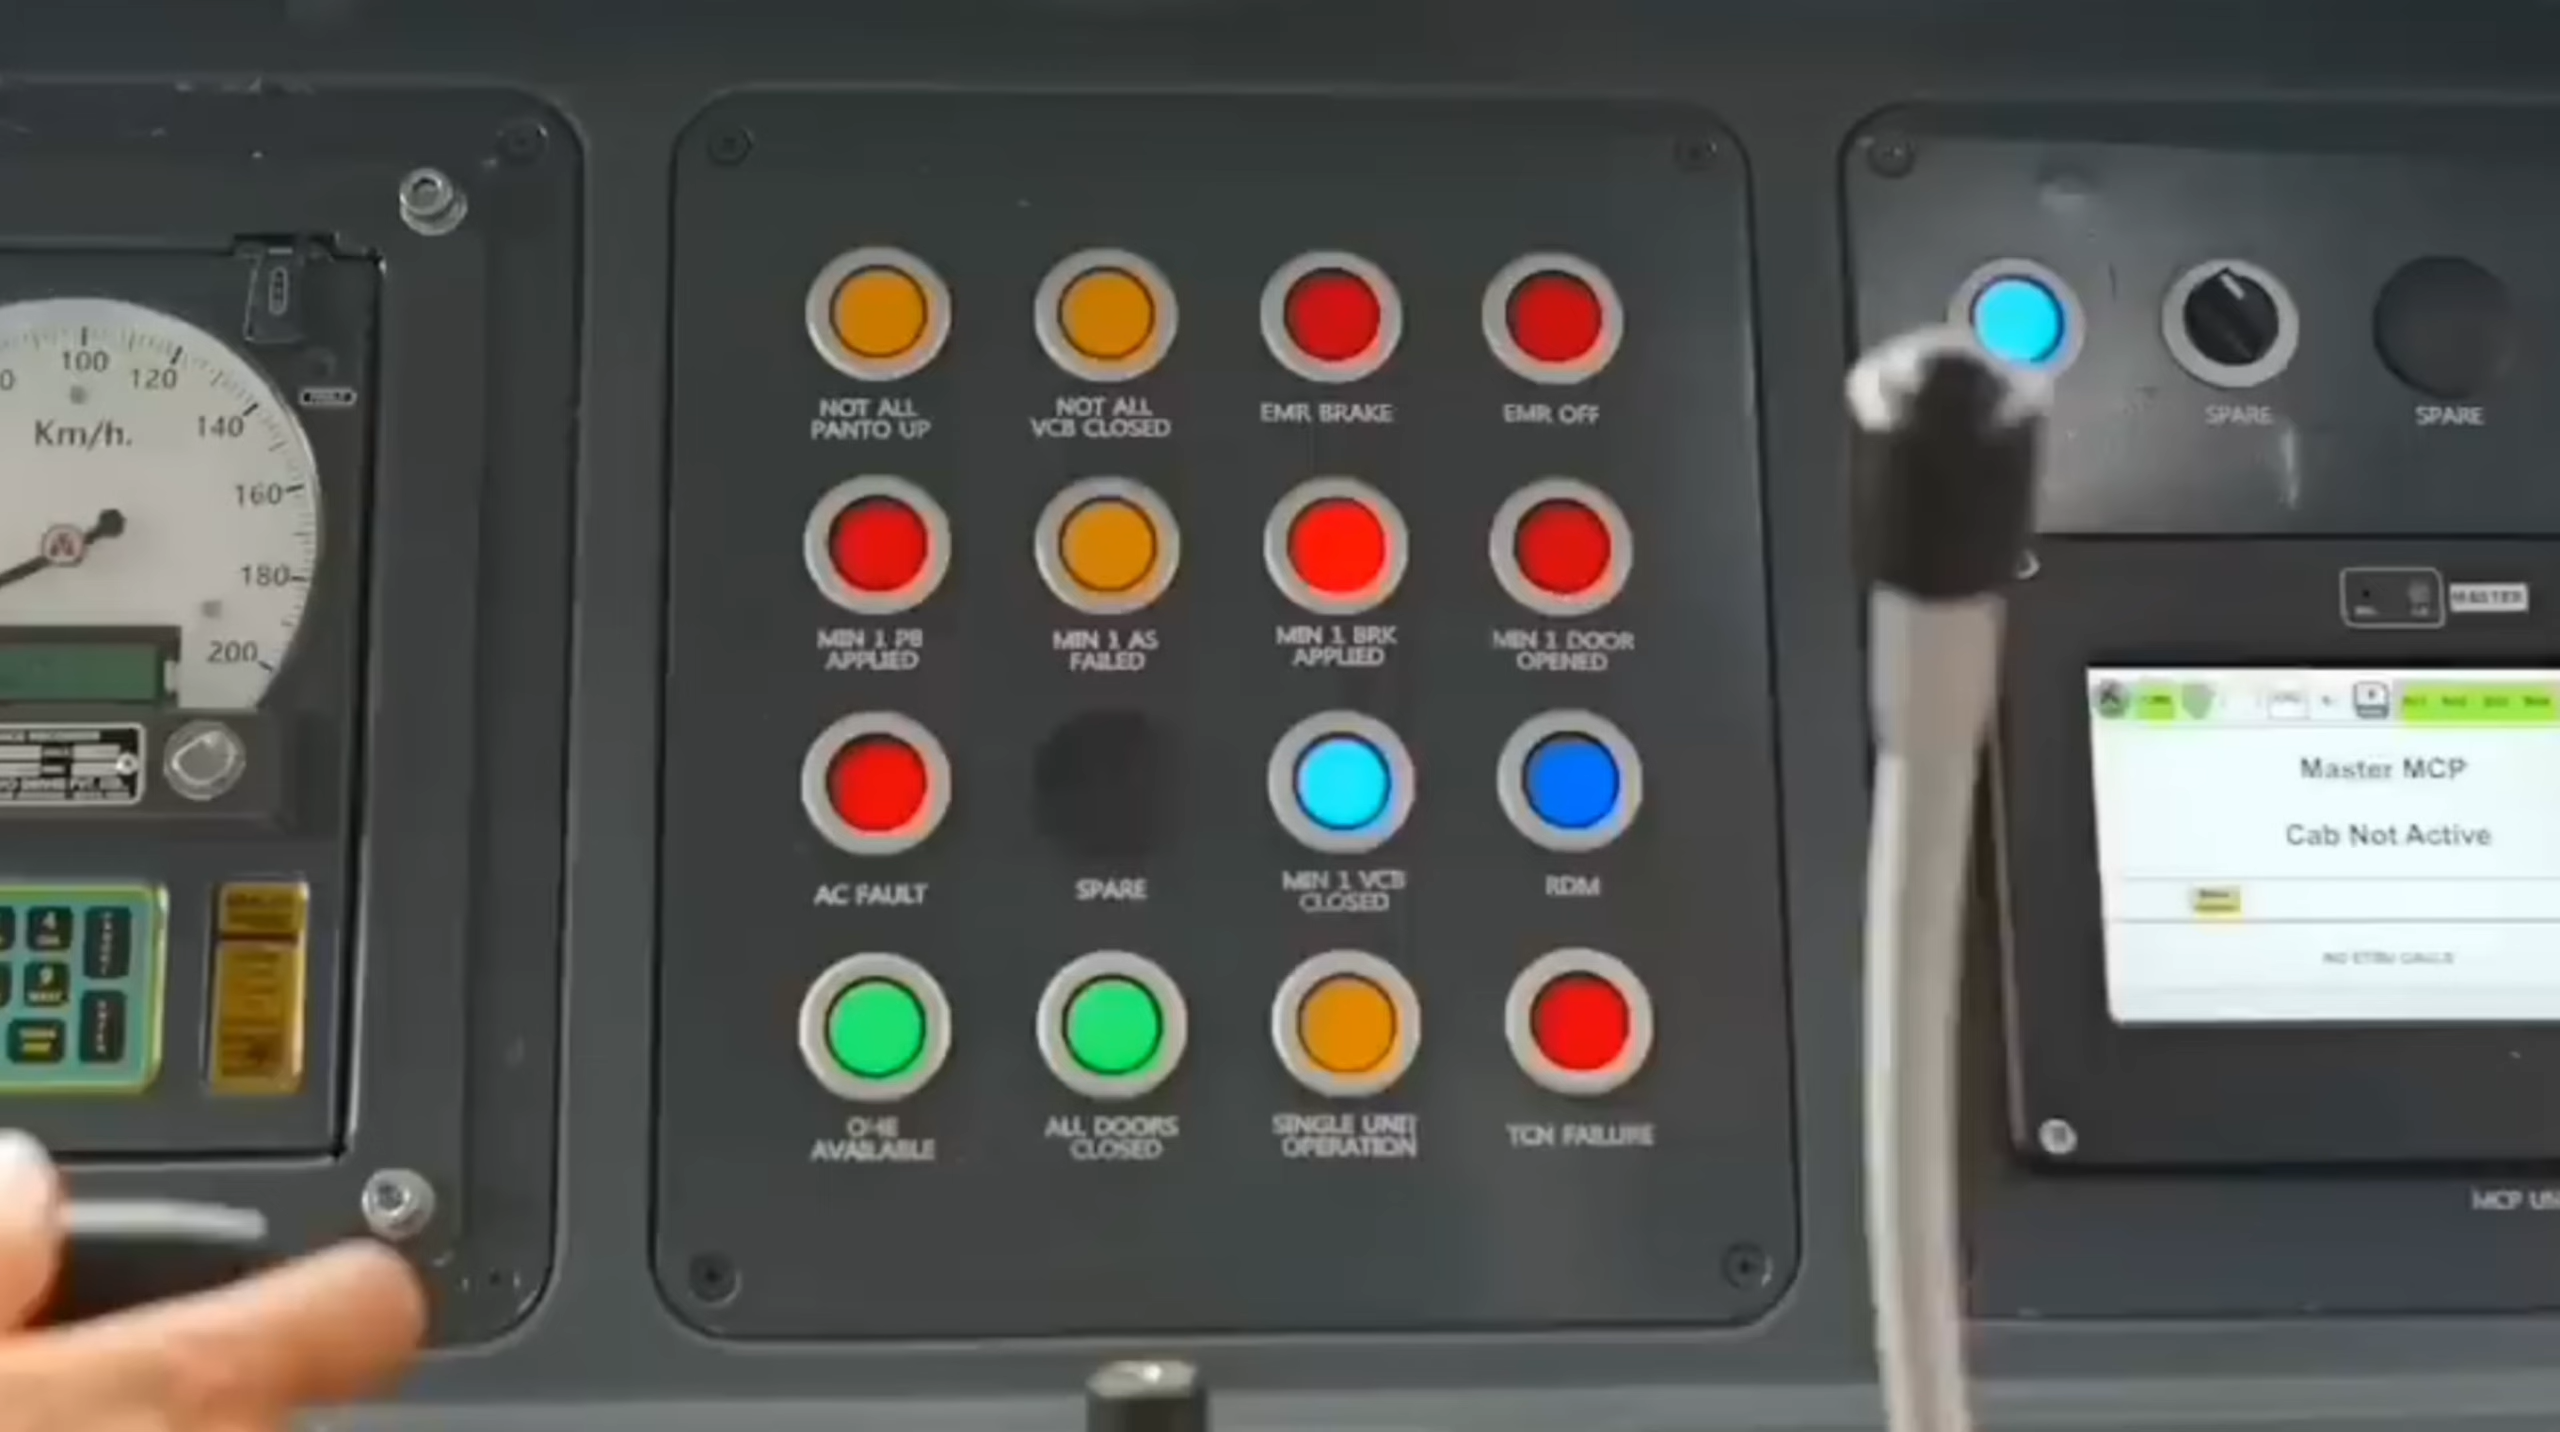 100
120
140
160
180
200
Km/h.
NOT ALL
PANTO UP
NOT ALL
VCB CLOSED
EMR BRAKE
EMR OFF
MIN 1 PB
APPLIED
MIN 1 AS
FAILED
MIN 1 BRK
APPLIED
MIN 1 DOOR
OPENED
AC FAULT
SPARE
MIN 1 VCB
CLOSED
RDM
OHE
AVAILABLE
ALL DOORS
CLOSED
SINGLE UNIT
OPERATION
TCN FAILURE
4
9
SPARE
SPARE
MASTER
Master MCP
Cab Not Active
MCP